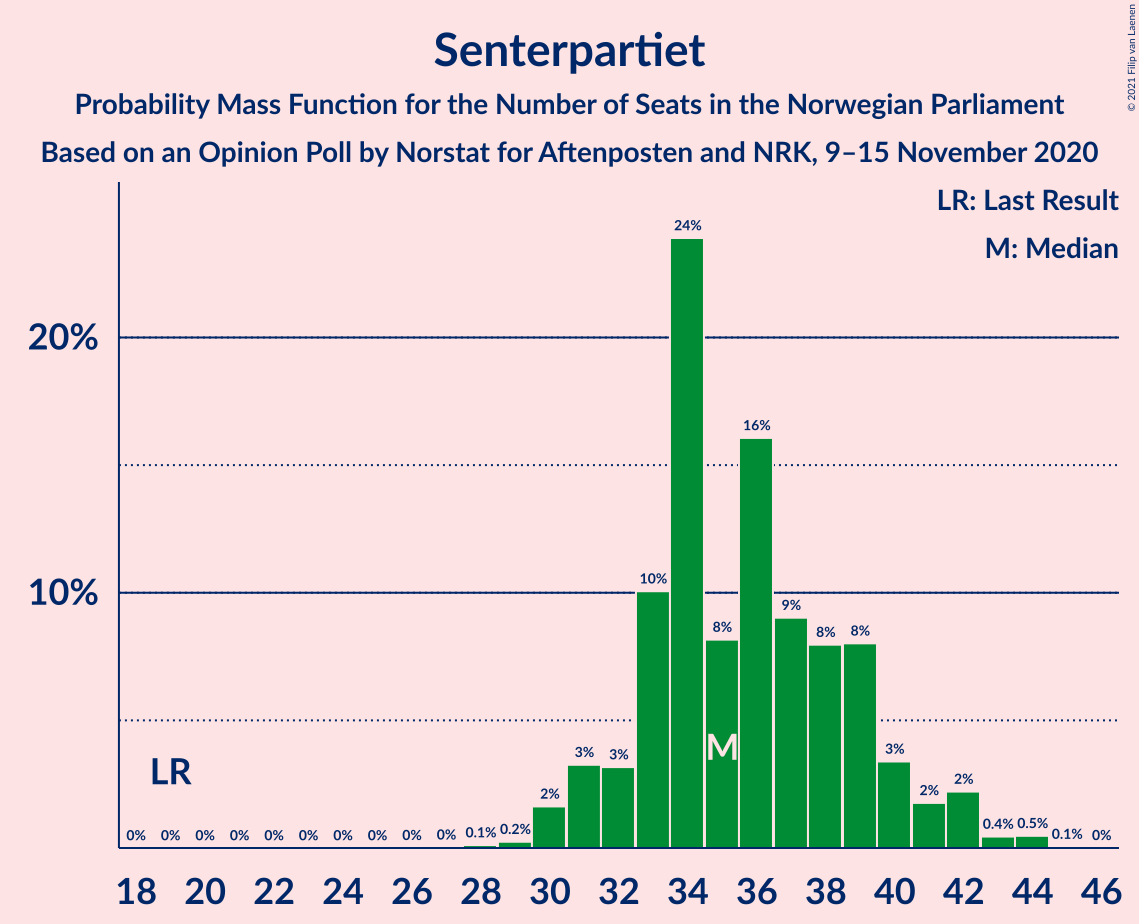 Senterpartiet
Probability Mass Function for the Number of Seats in the Norwegian Parliament
Based on an Opinion Poll by Norstat for Aftenposten and NRK, 9–15 November 2020
© 2021 Filip van Laenen
LR: Last Result
M: Median
20%
10%
0% 0% 0% 0% 0% 0% 0% 0% 0% 0% 0.1% 0.2% 2% 3% 3% 10% 24% 8% 16% 9% 8% 8% 3% 2% 2% 0.4% 0.5% 0.1% 0%
LR
M
18 20 22 24 26 28 30 32 34 36 38 40 42 44 46